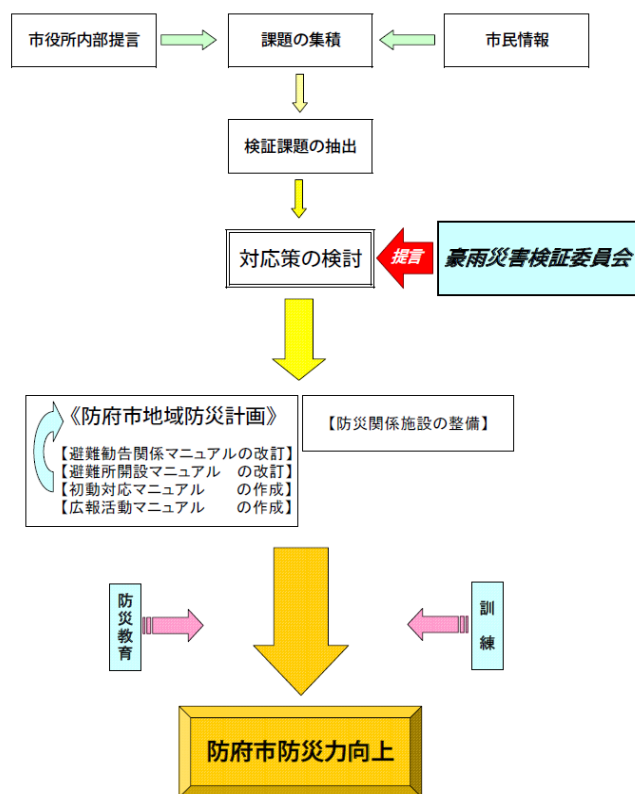 市役所内部提言
課題の集積
市民情報
検証課題の抽出
対応策の検討
提言
豪雨災害検証委員会
《防府市地域防災計画》
【避難勧告関係マニュアルの改訂】
【避難所開設マニュアル　の改訂】
【初動対応マニュアル　　の作成】
【広報活動マニュアル　　の作成】
【防災関係施設の整備】
防災教育
訓練
防府市防災力向上